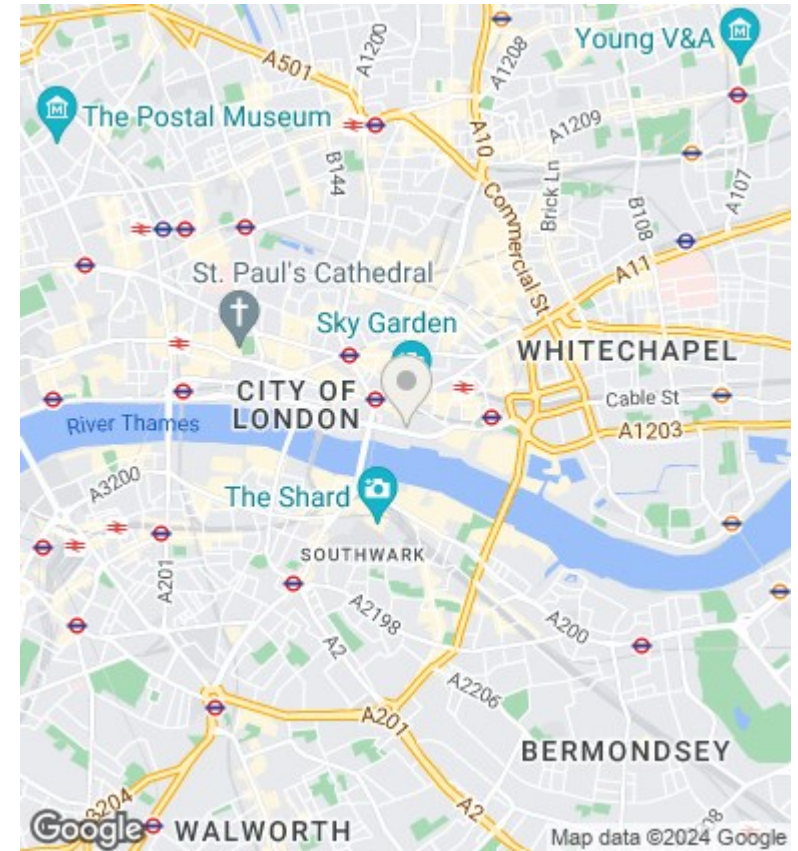 A501
A1200
A1208
Young V&A
The Postal Museum
A10
A1209
B144
Commercial St
Brick Ln
B108
A107
St. Paul's Cathedral
A11
Sky Garden
WHITECHAPEL
CITY OF
LONDON
Cable St
River Thames
A1203
A3200
The Shard
SOUTHWARK
A201
A2198
A200
A2
A2206
A201
BERMONDSEY
A3204
A2
Google
WALWORTH
Map data ©2024 Google